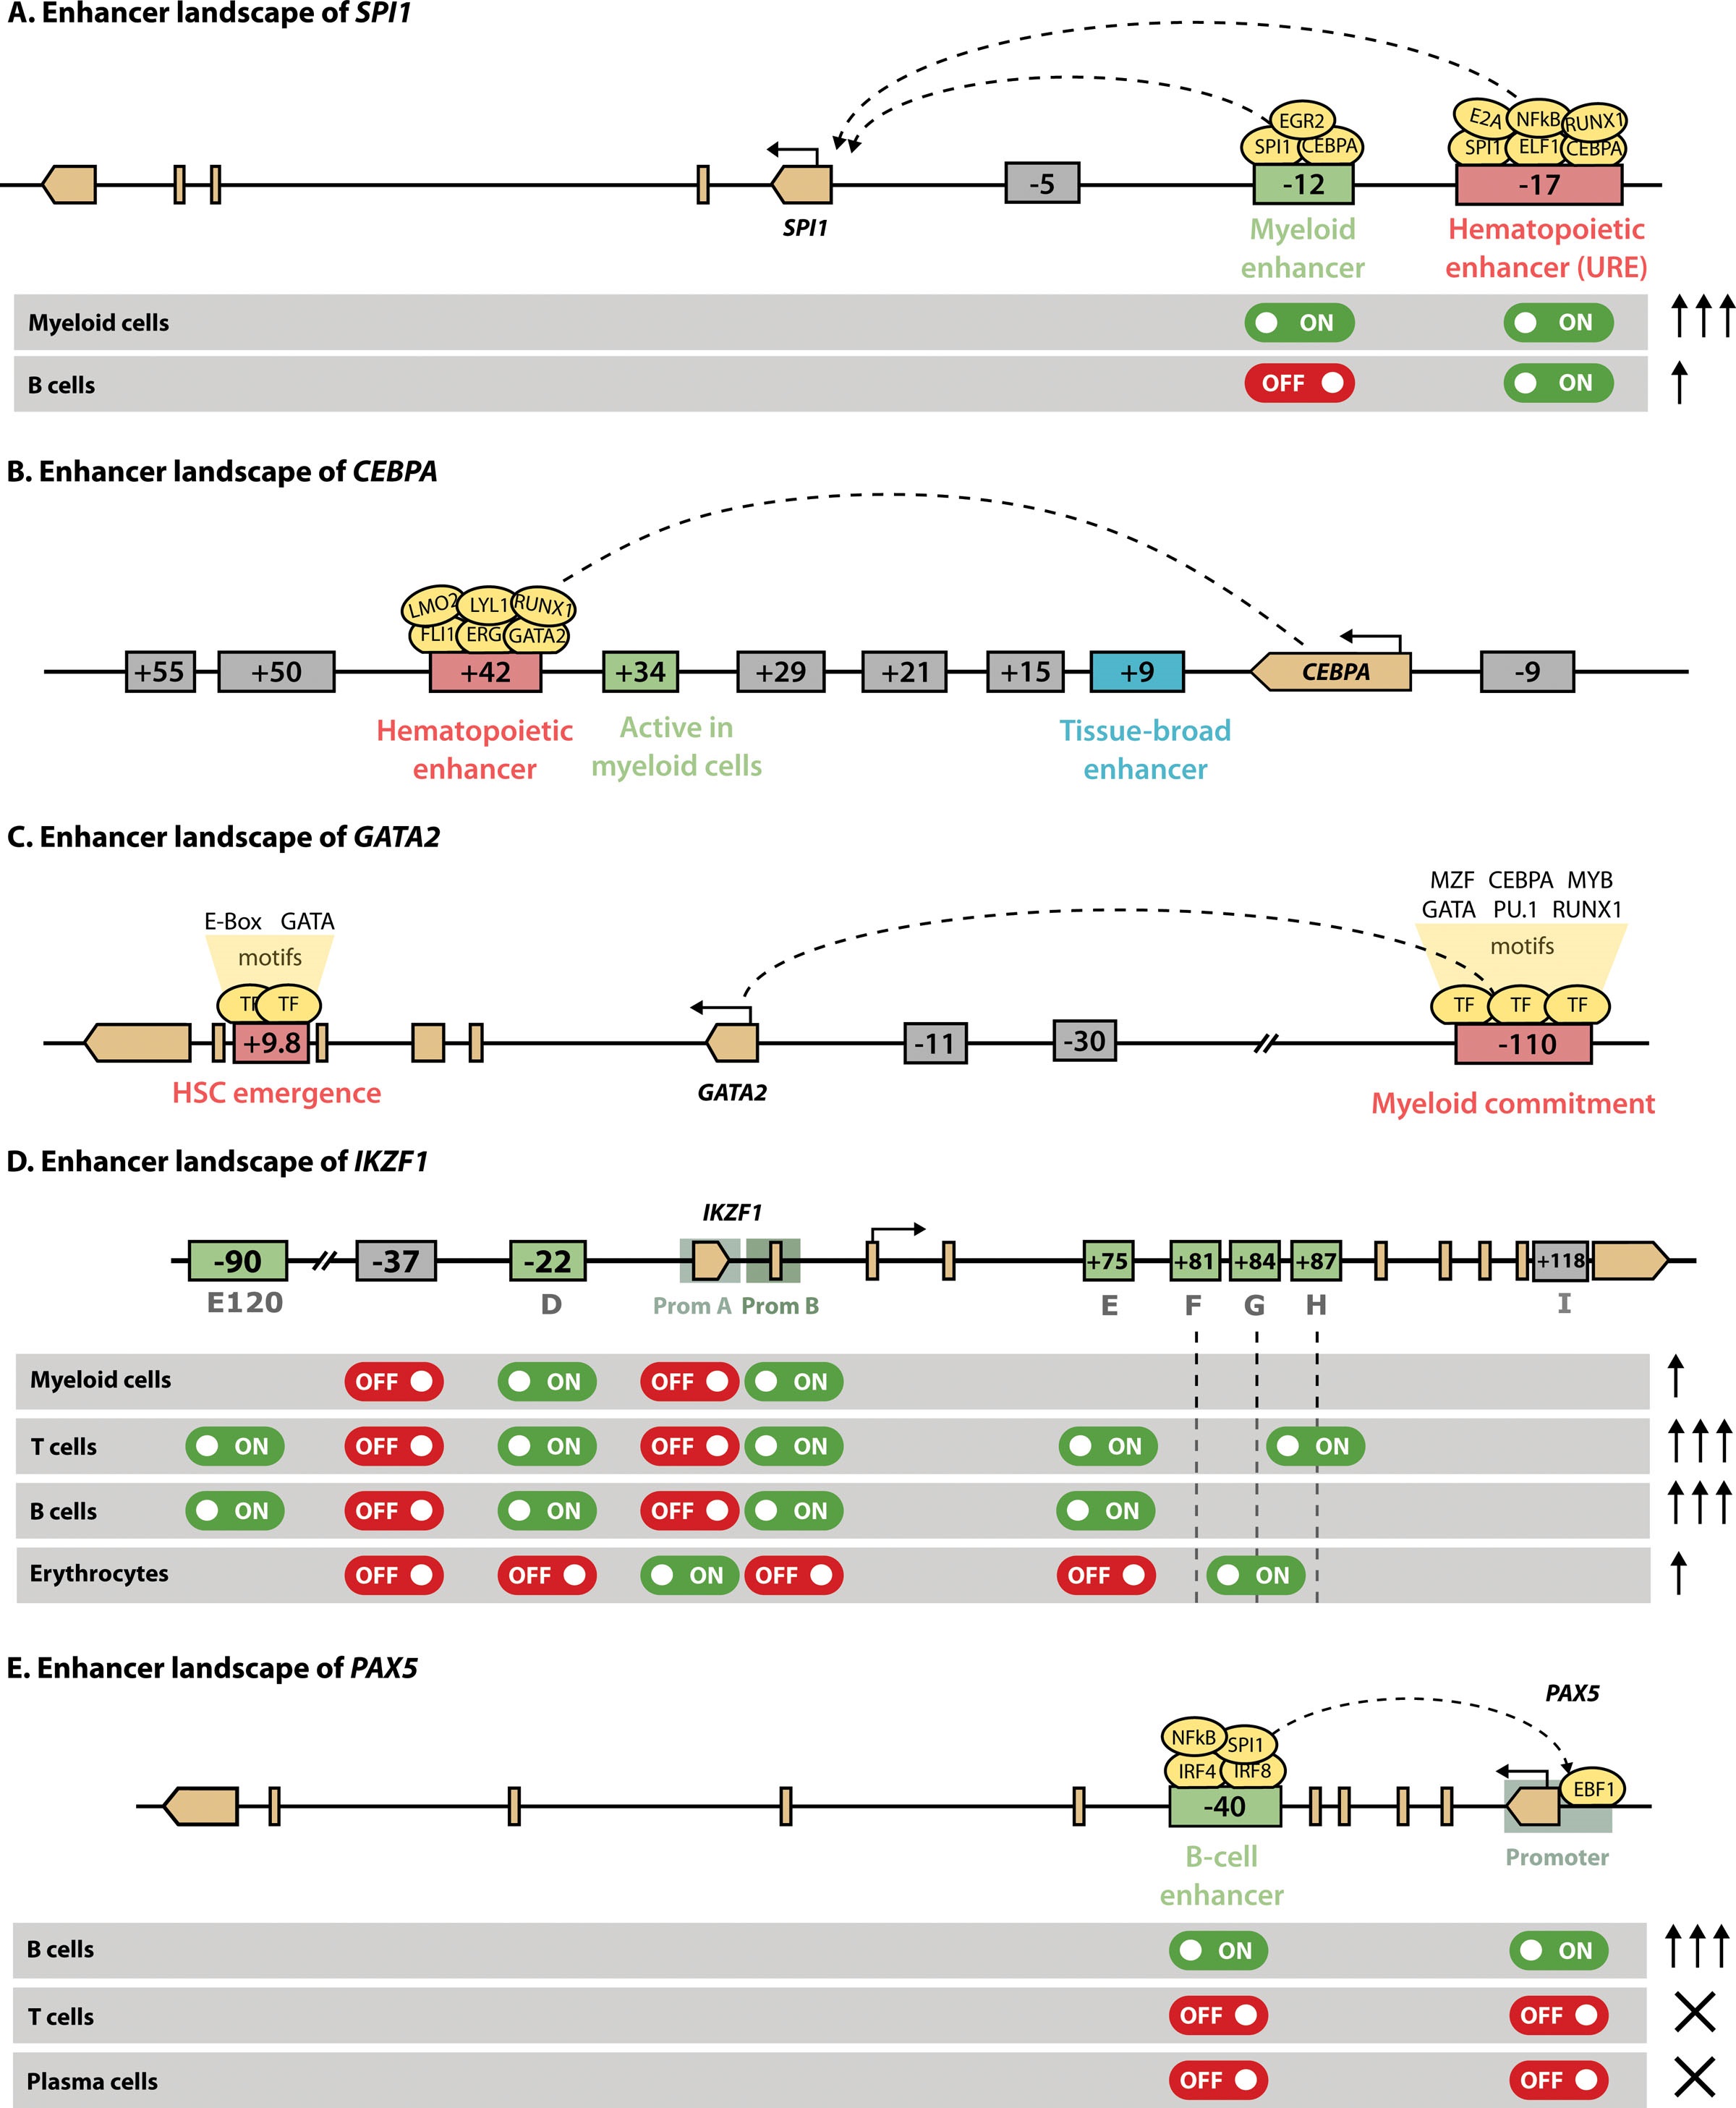 A. Enhancer landscape of SPI1
EGR2
SPI1 CEBPA
E2A NFkB RUNX1
SPI1 ELF1 CEBPA
-5
-12
-17
SPI1
Myeloid
enhancer
Hematopoietic
enhancer (URE)
Myeloid cells ON ON
B cells OFF ON
B. Enhancer landscape of CEBPA
LMO2 LYL1 RUNX1
FLI1 ERG GATA2
+55 +50 +42 +34 +29 +21 +15 +9 CEBPA -9
Hematopoietic
enhancer
Active in
myeloid cells
Tissue-broad
enhancer
C. Enhancer landscape of GATA2
E-Box GATA
motifs
TF TF
MZF CEBPA MYB
GATA PU.1 RUNX1
motifs
TF TF TF
+9.8 -11 -30 -110
HSC emergence
GATA2
Myeloid commitment
D. Enhancer landscape of IKZF1
IKZF1
-90 -37 -22 +75 +81 +84 +87 +118
E120 D Prom A Prom B E F G H I
Myeloid cells OFF ON OFF ON
T cells ON OFF ON OFF ON ON ON
B cells ON OFF ON OFF ON ON
Erythrocytes OFF OFF ON OFF OFF ON
E. Enhancer landscape of PAX5
PAX5
NFkB SPI1
IRF4 IRF8
EBF1
-40
B-cell
enhancer
Promoter
B cells ON ON
T cells OFF OFF
Plasma cells OFF OFF